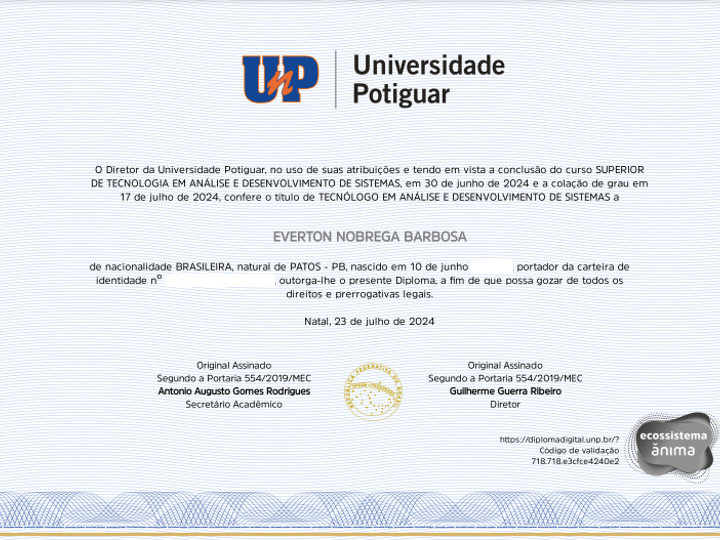 UnP
Universidade
Potiguar
O Diretor da Universidade Potiguar, no uso de suas atribuições e tendo em vista a conclusão do curso SUPERIOR
DE TECNOLOGIA EM ANÁLISE E DESENVOLVIMENTO DE SISTEMAS, em 30 de junho de 2024 e a colação de grau em
17 de julho de 2024, confere o título de TECNÓLOGO EM ANÁLISE E DESENVOLVIMENTO DE SISTEMAS a
EVERTON NOBREGA BARBOSA
de nacionalidade BRASILEIRA, natural de PATOS - PB, nascido em 10 de junho , portador da carteira de
identidade nº , outorga-lhe o presente Diploma, a fim de que possa gozar de todos os
direitos e prerrogativas legais.
Natal, 23 de julho de 2024
Original Assinado
Segundo a Portaria 554/2019/MEC
Antonio Augusto Gomes Rodrigues
Secretário Acadêmico
REPÚBLICA FEDERATIVA DO BRASIL
Original Assinado
Segundo a Portaria 554/2019/MEC
Guilherme Guerra Ribeiro
Diretor
https://diplomadigital.unp.br/?
Código de validação
718.718.e3cfce4240e2
ecossistema
ănima